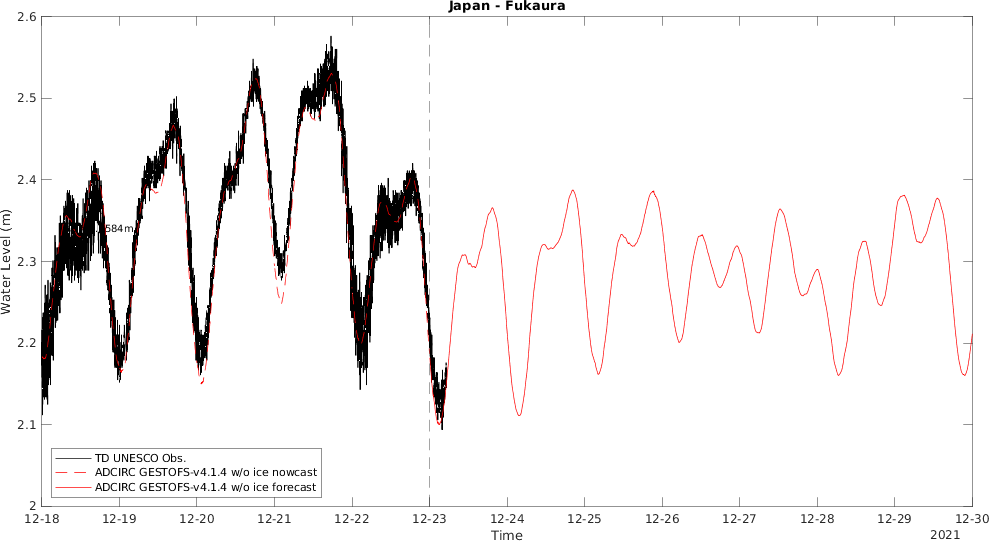 Japan - Fukaura
2.6
2.5
2.4
2.3
2.2
2.1
2
Water Level (m)
584m
12-18 12-19 12-20 12-21 12-22 12-23 12-24 12-25 12-26 12-27 12-28 12-29 12-30
Time
2021
TD UNESCO Obs.
ADCIRC GESTOFS-v4.1.4 w/o ice nowcast
ADCIRC GESTOFS-v4.1.4 w/o ice forecast